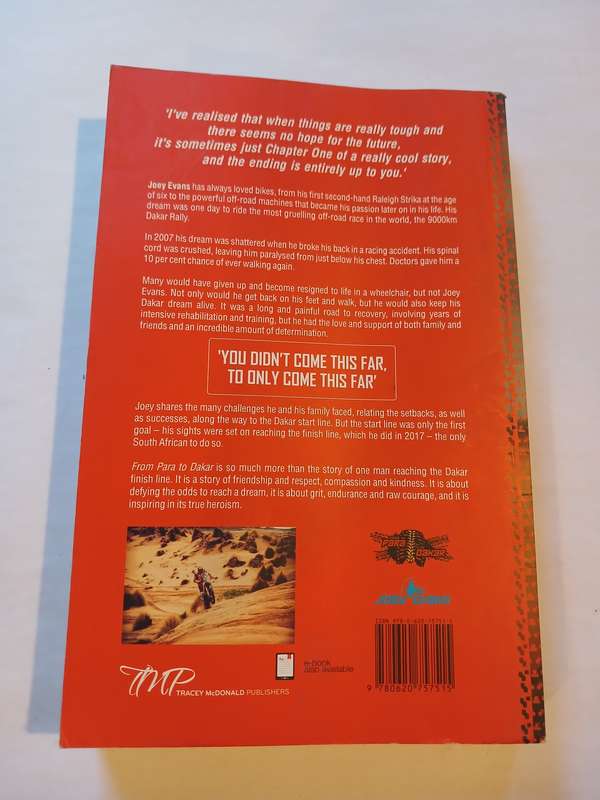 'I've realised that when things are really tough and
there seems no hope for the future,
it's sometimes just Chapter One of a really cool story,
and the ending is entirely up to you.'
Joey Evans has always loved bikes, from his first second-hand Raleigh Strika at the age
of six to the powerful off-road machines that became his passion later on in his life. His
dream was one day to ride the most gruelling off-road race in the world, the 9000km
Dakar Rally.
In 2007 his dream was shattered when he broke his back in a racing accident. His spinal
cord was crushed, leaving him paralysed from just below his chest. Doctors gave him a
10 per cent chance of ever walking again.
Many would have given up and become resigned to life in a wheelchair, but not Joey
Evans. Not only would he get back on his feet and walk, but he would also keep his
Dakar dream alive. It was a long and painful road to recovery, involving years of
intensive rehabilitation and training, but he had the love and support of both family and
friends and an incredible amount of determination.
'YOU DIDN'T COME THIS FAR,
TO ONLY COME THIS FAR'
Joey shares the many challenges he and his family faced, relating the setbacks, as well
as successes, along the way to the Dakar start line. But the start line was only the first
goal – his sights were set on reaching the finish line, which he did in 2017 – the only
South African to do so.
From Para to Dakar is so much more than the story of one man reaching the Dakar
finish line. It is a story of friendship and respect, compassion and kindness. It is about
defying the odds to reach a dream, it is about grit, endurance and raw courage, and it is
inspiring in its true heroism.
PARA
DAKAR
JOEY EVANS
ISBN 978-0-620-75751-5
9 780620 757515
e-book
also available
TMP
TRACEY McDONALD PUBLISHERS